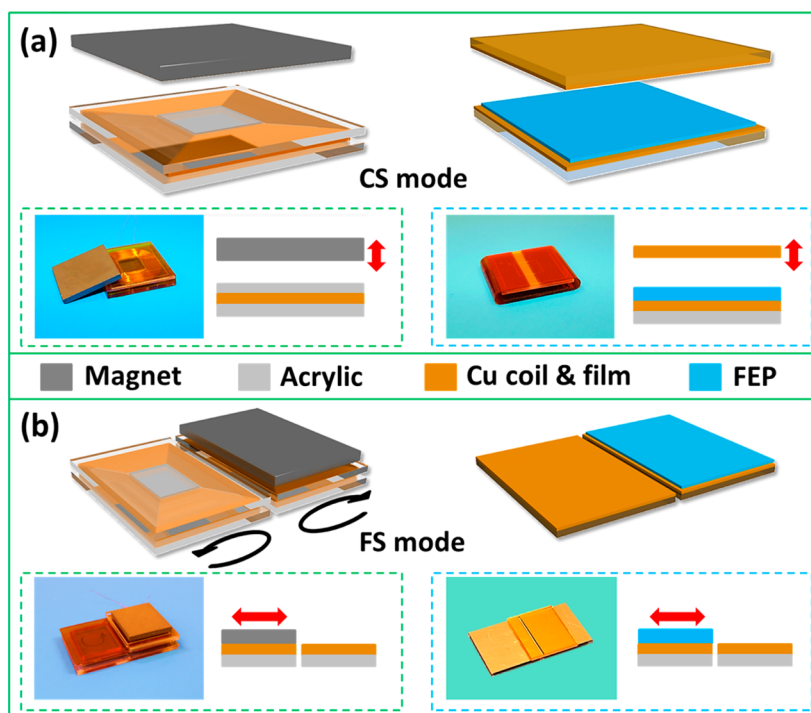 (a)
CS mode
Magnet
Acrylic
Cu coil & film
FEP
(b)
FS mode